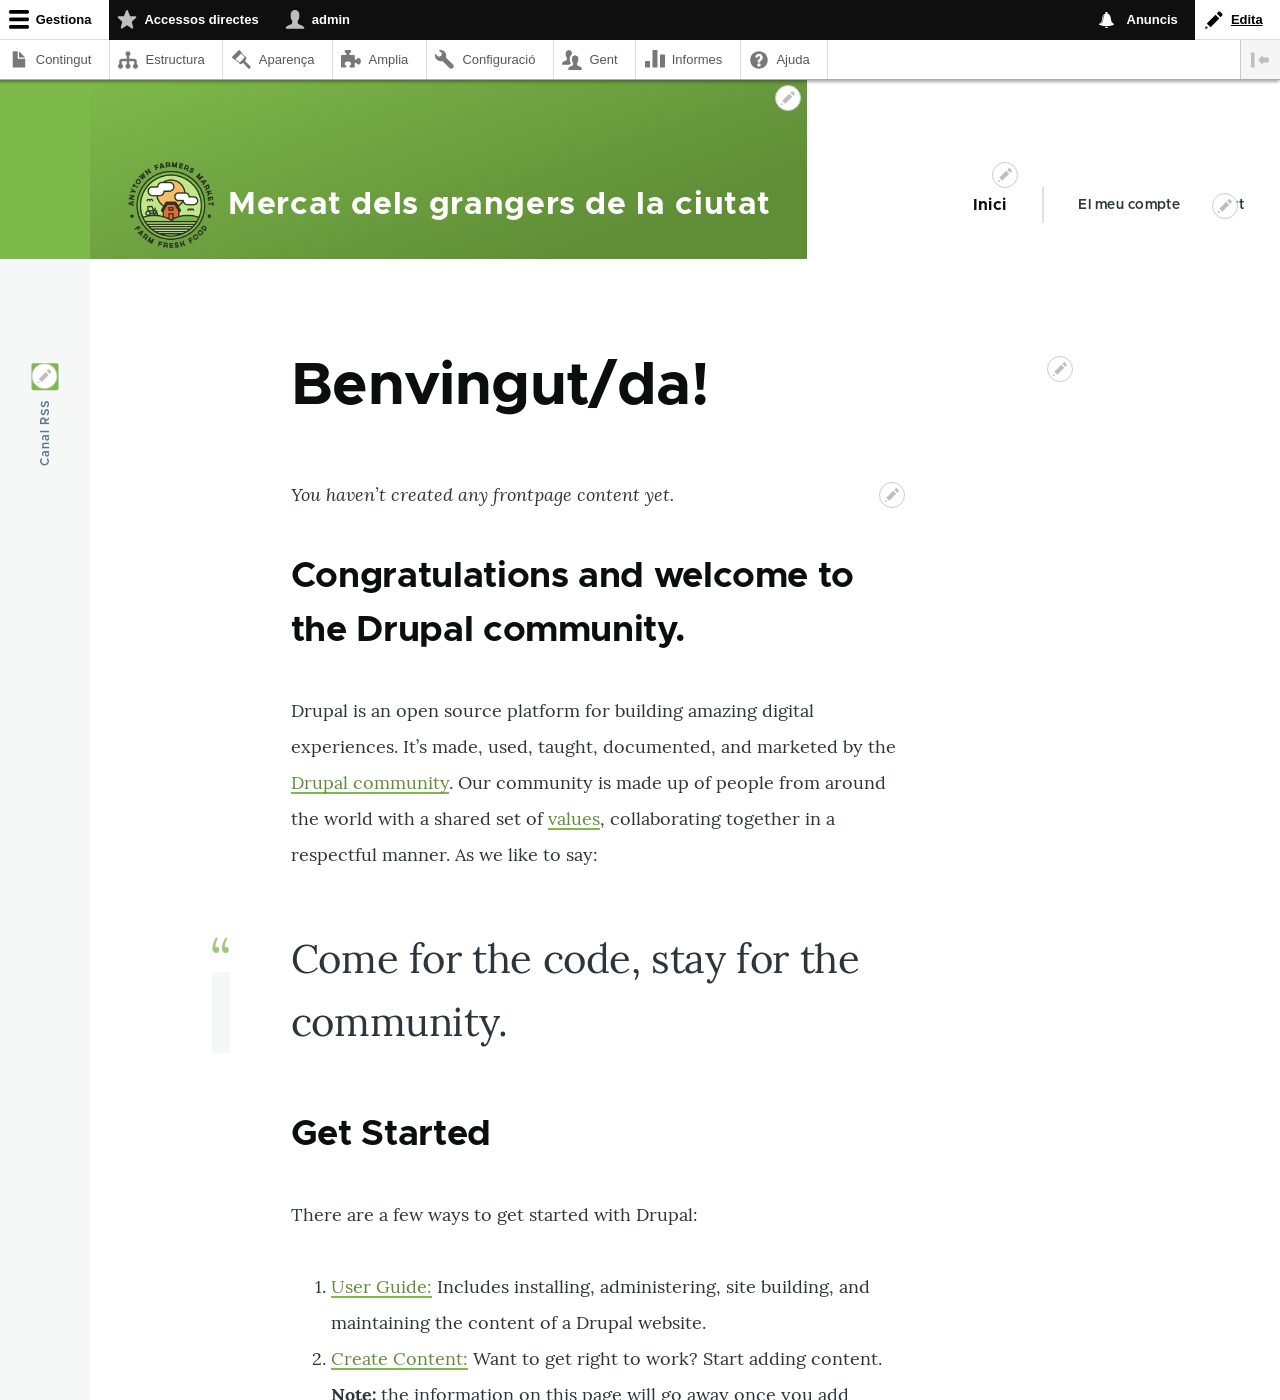 Gestiona
Accessos directes
admin
Anuncis
Edita
Contingut
Estructura
Aparença
Amplia
Configuració
Gent
Informes
Ajuda
ANYTOWN FARMERS MARKET
FARM FRESH FOOD
Mercat dels grangers de la ciutat
Inici
El meu compte
Canal RSS
Benvingut/da!
You haven’t created any frontpage content yet.
Congratulations and welcome to
the Drupal community.
Drupal is an open source platform for building amazing digital
experiences. It’s made, used, taught, documented, and marketed by the
Drupal community. Our community is made up of people from around
the world with a shared set of values, collaborating together in a
respectful manner. As we like to say:
“
Come for the code, stay for the
community.
Get Started
There are a few ways to get started with Drupal:
1. User Guide: Includes installing, administering, site building, and
maintaining the content of a Drupal website.
2. Create Content: Want to get right to work? Start adding content.
Note: the information on this page will go away once you add